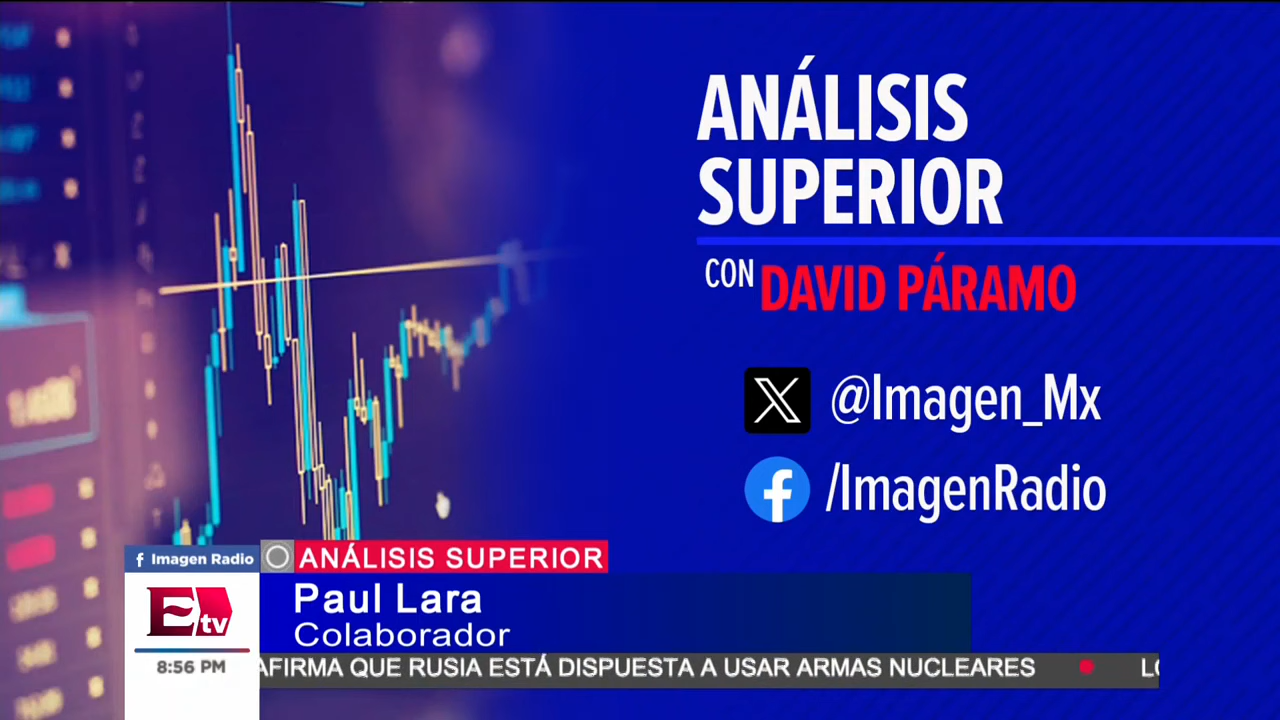 ANÁLISIS
SUPERIOR
CON DAVID PÁRAMO
@Imagen_Mx
/ImagenRadio
f Imagen Radio
ANÁLISIS SUPERIOR
Paul Lara
Colaborador
Etv
8:56 PM
AFIRMA QUE RUSIA ESTÁ DISPUESTA A USAR ARMAS NUCLEARES